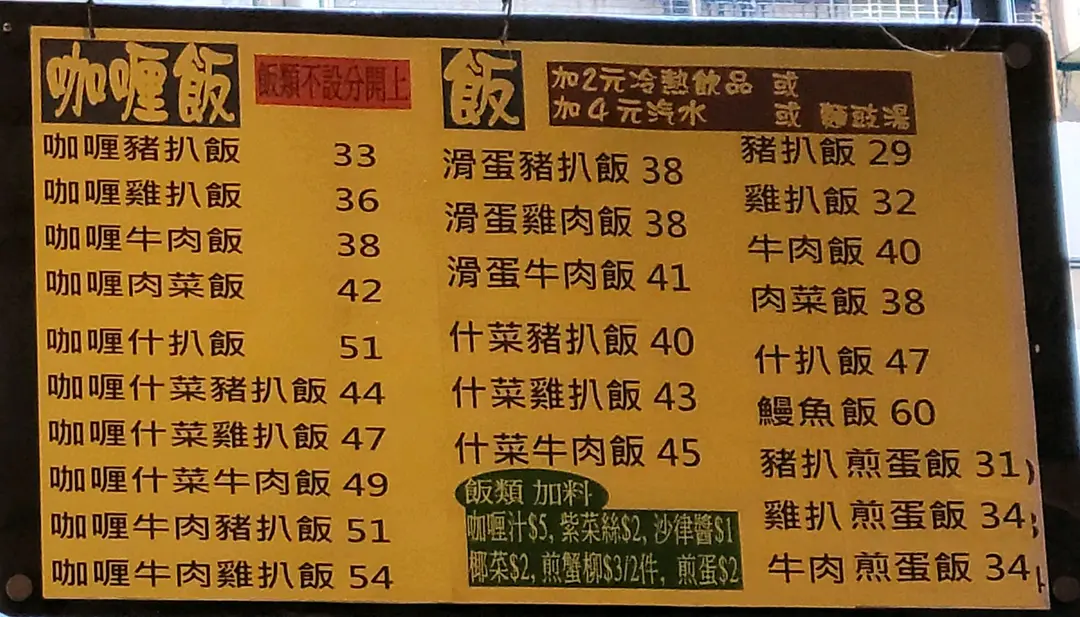 咖喱飯
飯類不設分開上
咖喱豬扒飯 33
咖喱雞扒飯 36
咖喱牛肉飯 38
咖喱肉菜飯 42
咖喱什扒飯 51
咖喱什菜豬扒飯 44
咖喱什菜雞扒飯 47
咖喱什菜牛肉飯 49
咖喱牛肉豬扒飯 51
咖喱牛肉雞扒飯 54
飯
加2元冷熱飲品 或
加4元汽水 或 麵豉湯
滑蛋豬扒飯 38
滑蛋雞肉飯 38
滑蛋牛肉飯 41
什菜豬扒飯 40
什菜雞扒飯 43
什菜牛肉飯 45
飯類 加料
咖喱汁$5, 紫菜絲$2, 沙律醬$1
椰菜$2, 煎蟹柳$3/2件, 煎蛋$2
豬扒飯 29
雞扒飯 32
牛肉飯 40
肉菜飯 38
什扒飯 47
鰻魚飯 60
豬扒 煎蛋飯 31
雞扒 煎蛋飯 34
牛肉 煎蛋飯 34